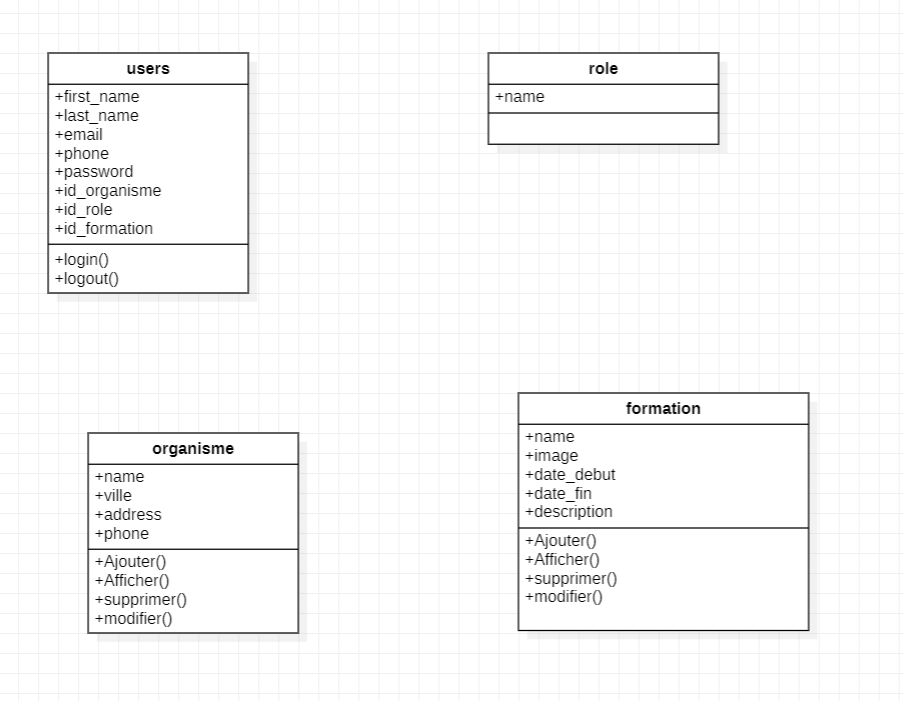 users
+first_name
+last_name
+email
+phone
+password
+id_organisme
+id_role
+id_formation
+login()
+logout()
role
+name
organisme
+name
+ville
+address
+phone
+Ajouter()
+Afficher()
+supprimer()
+modifier()
formation
+name
+image
+date_debut
+date_fin
+description
+Ajouter()
+Afficher()
+supprimer()
+modifier()